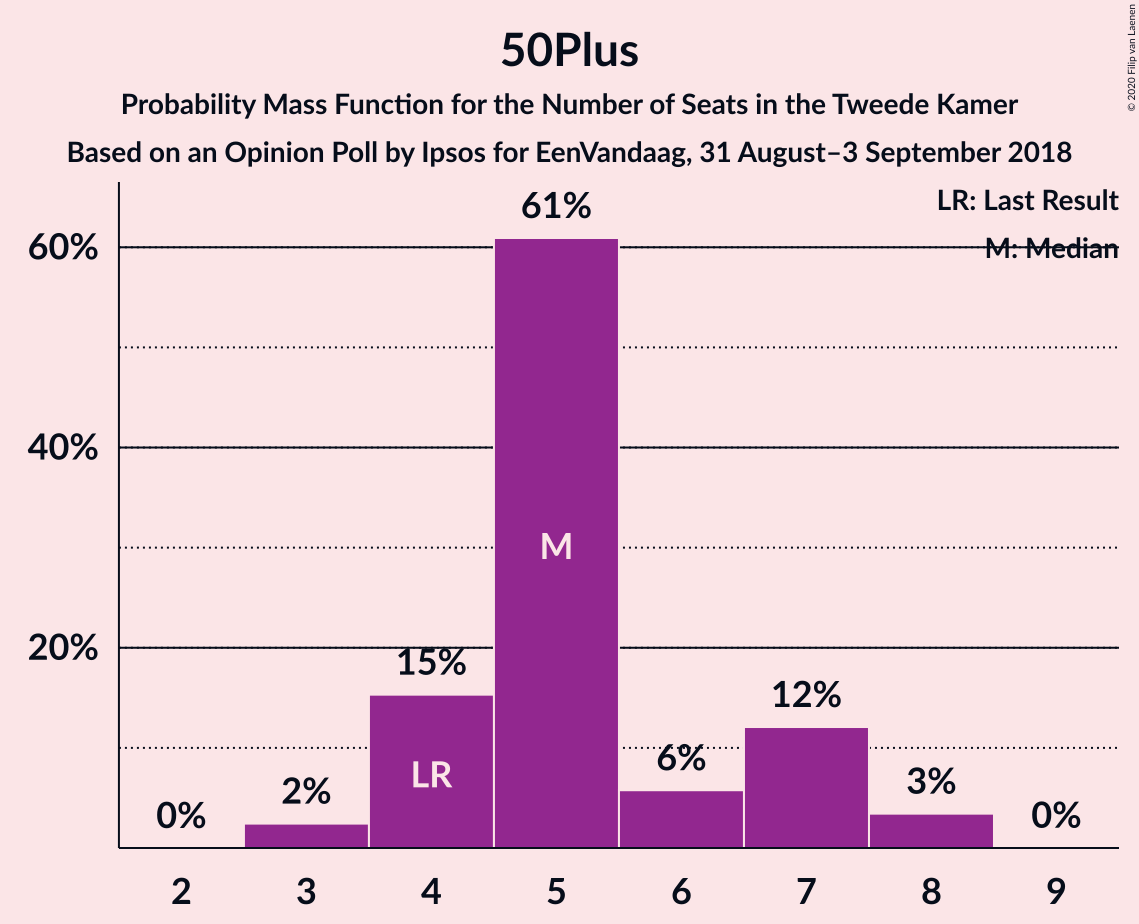 50Plus
Probability Mass Function for the Number of Seats in the Tweede Kamer
Based on an Opinion Poll by Ipsos for EenVandaag, 31 August–3 September 2018
© 2020 Filip van Laenen
LR: Last Result
M: Median
60%
40%
20%
0%
2%
15%
61%
6%
12%
3%
0%
LR
M
2 3 4 5 6 7 8 9